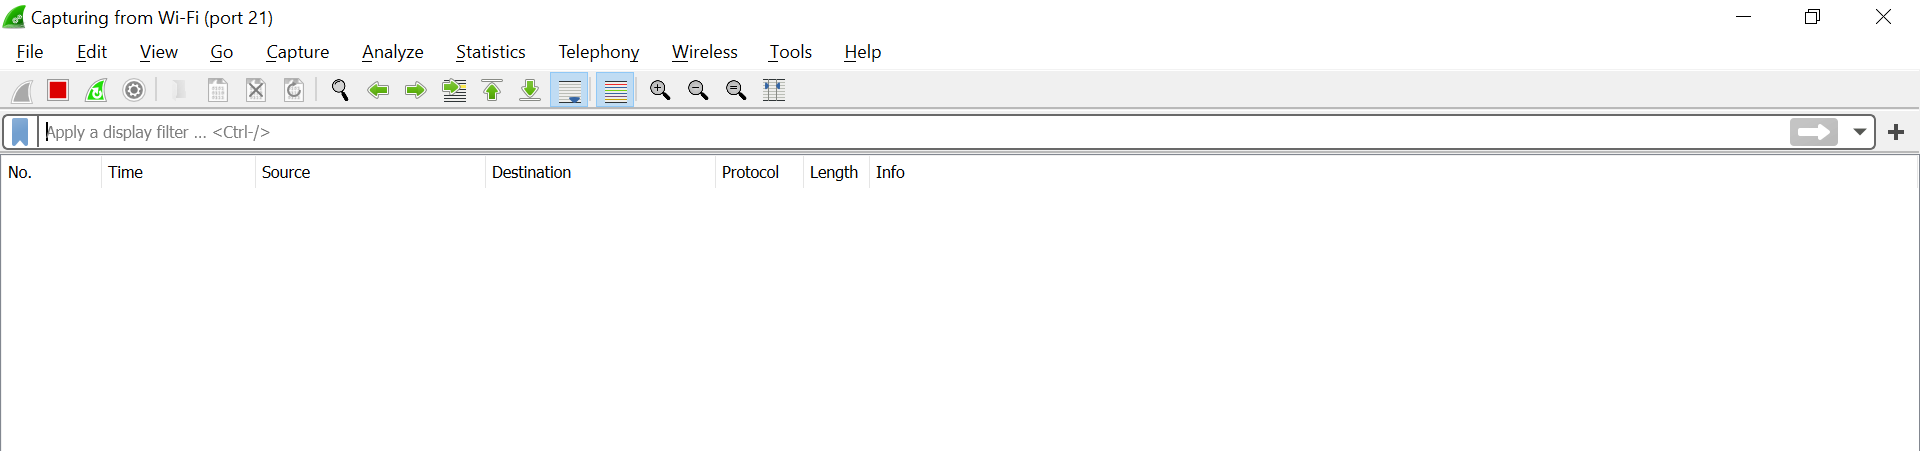 Capturing from Wi-Fi (port 21)
File Edit View Go Capture Analyze Statistics Telephony Wireless Tools Help
Apply a display filter ... <Ctrl-/>
No. Time Source Destination Protocol Length Info